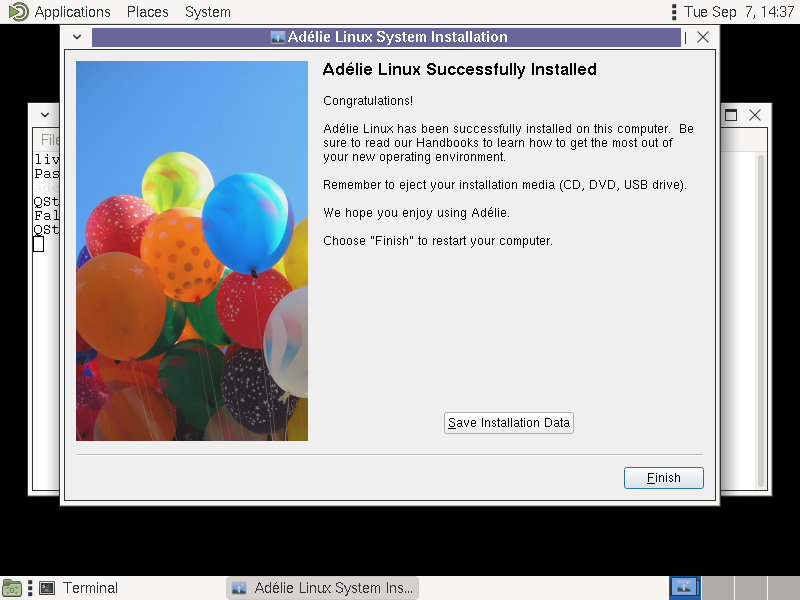 Applications Places System Tue Sep 7, 14:37
Adélie Linux System Installation
File
liv
Pas
ade
QSt
Fal
QSt
Adélie Linux Successfully Installed
Congratulations!
Adélie Linux has been successfully installed on this computer. Be
sure to read our Handbooks to learn how to get the most out of
your new operating environment.
Remember to eject your installation media (CD, DVD, USB drive).
We hope you enjoy using Adélie.
Choose "Finish" to restart your computer.
Save Installation Data
Finish
Terminal Adélie Linux System Ins...